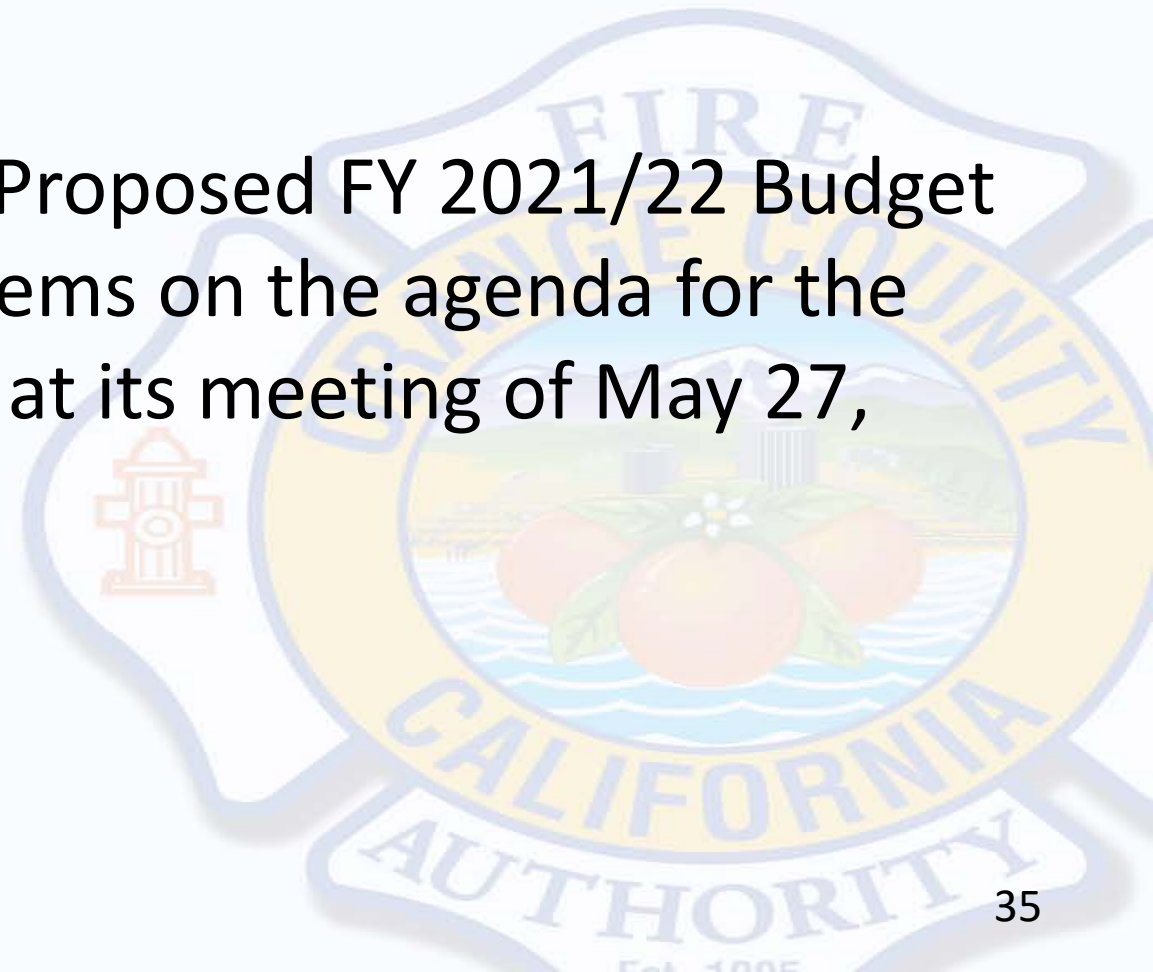 FIRE
Proposed FY 2021/22 Budget
ems on the agenda for the
at its meeting of May 27,
ORANGE COUNTY
CALIFORNIA
AUTHORITY
35